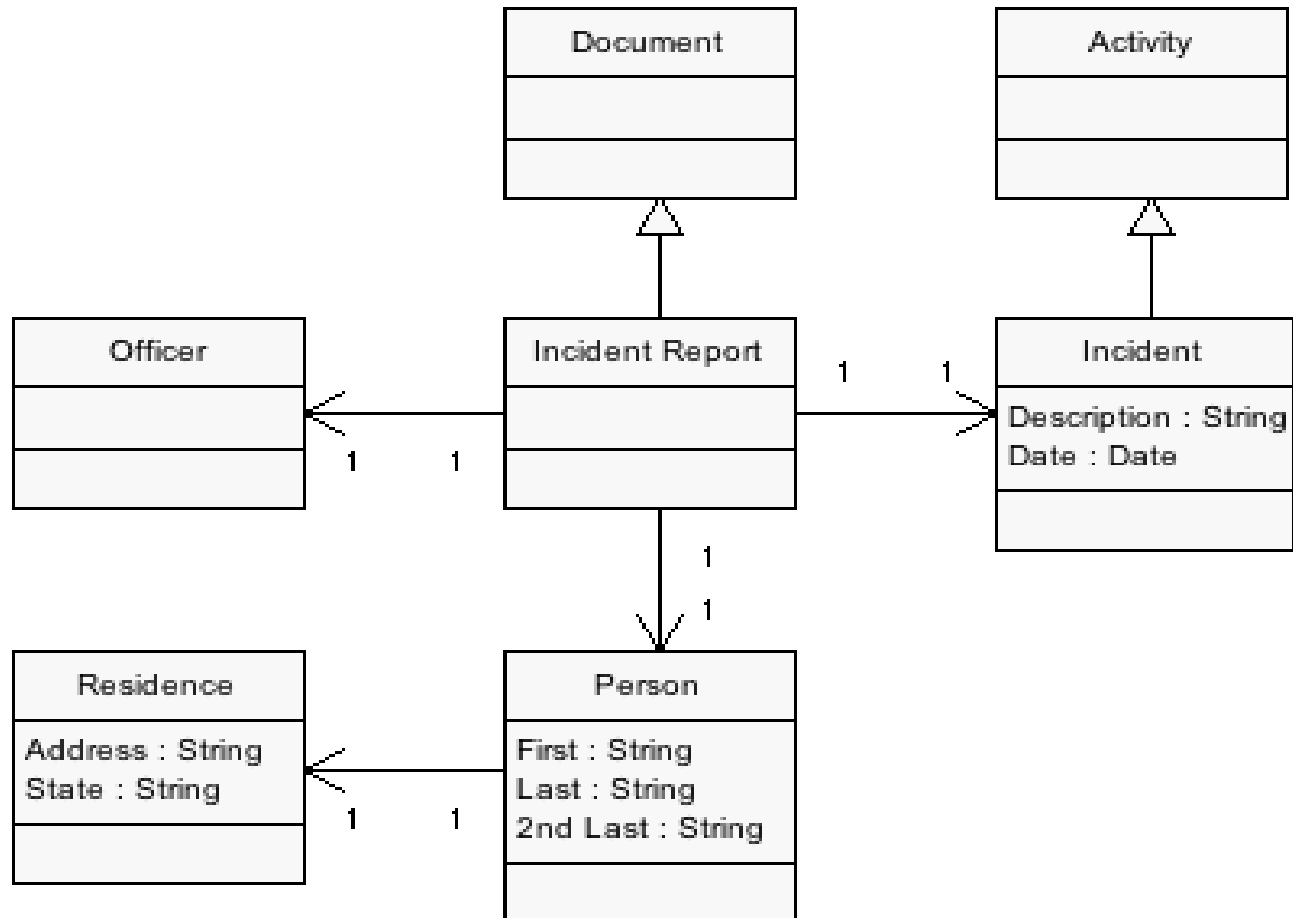 Document
Activity
Officer
Incident Report
1
1
Incident
Description : String
Date : Date
1
1
1
1
Residence
Address : String
State : String
1
1
Person
First : String
Last : String
2nd Last : String